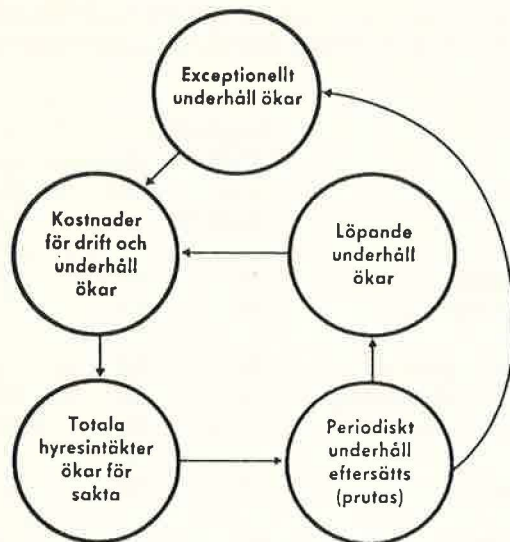 Exceptionellt
underhåll ökar
Kostnader
för drift och
underhåll
ökar
Löpande
underhåll
ökar
Totala
hyresintäkter
ökar för
sakta
Periodiskt
underhåll
eftersätts
(prutas)